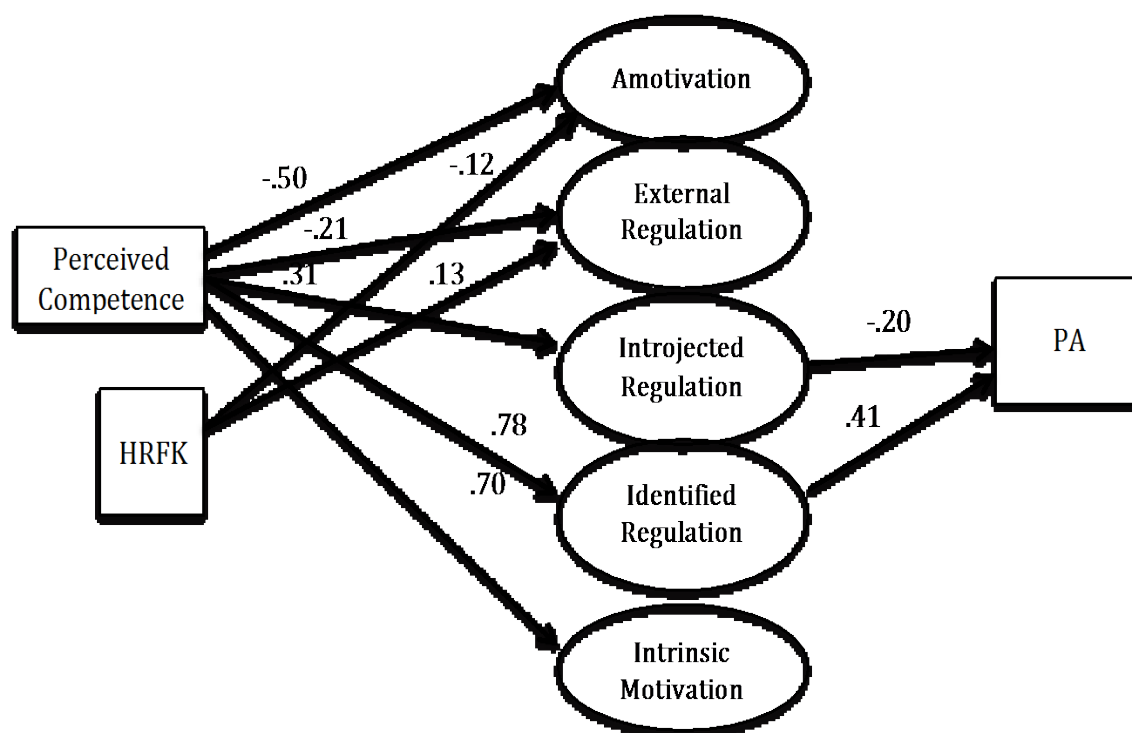 Amotivation
-.12
-.50
External
Regulation
-.21
Perceived
Competence
.31
.13
Introjected
Regulation
-.20
PA
HRFK
.78
.41
.70
Identified
Regulation
Intrinsic
Motivation